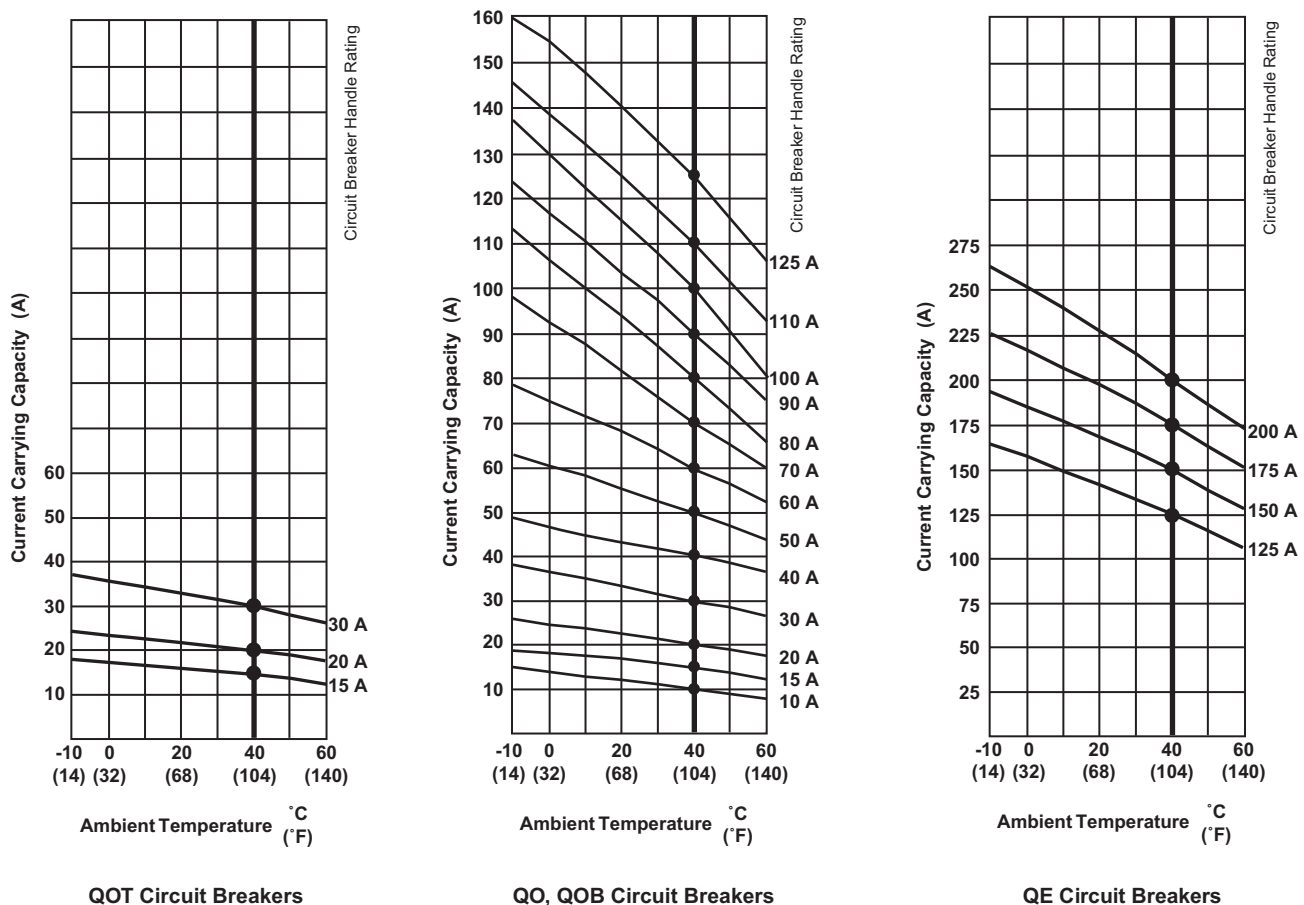 Current Carrying Capacity (A)
60
50
40
30
20
10
Circuit Breaker Handle Rating
30 A
20 A
15 A
-10 0 20 40 60
(14) (32) (68) (104) (140)
Ambient Temperature °C
(°F)
QOT Circuit Breakers
Current Carrying Capacity (A)
160
150
140
130
120
110
100
90
80
70
60
50
40
30
20
10
Circuit Breaker Handle Rating
125 A
110 A
100 A
90 A
80 A
70 A
60 A
50 A
40 A
30 A
20 A
15 A
10 A
-10 0 20 40 60
(14) (32) (68) (104) (140)
Ambient Temperature °C
(°F)
QO, QOB Circuit Breakers
Current Carrying Capacity (A)
275
250
225
200
175
150
125
100
75
50
25
Circuit Breaker Handle Rating
200 A
175 A
150 A
125 A
-10 0 20 40 60
(14) (32) (68) (104) (140)
Ambient Temperature °C
(°F)
QE Circuit Breakers